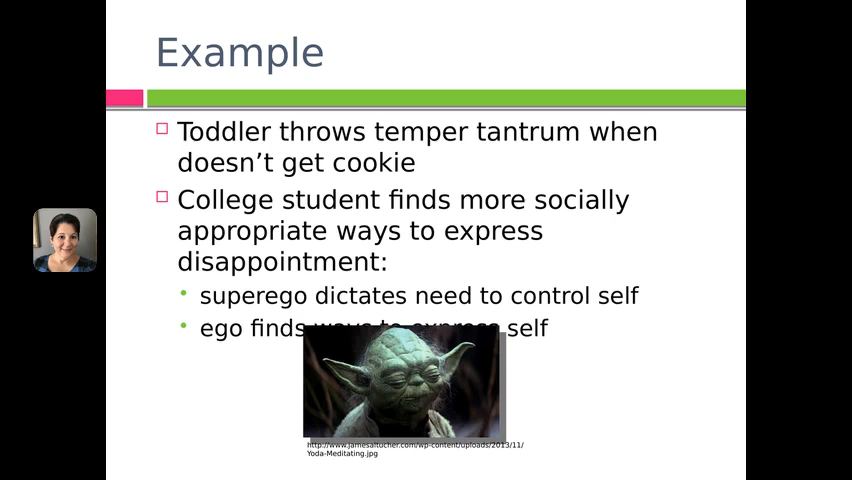 Example
Toddler throws temper tantrum when
doesn’t get cookie
College student finds more socially
appropriate ways to express
disappointment:
superego dictates need to control self
ego finds ways to express self
http://www.jamesaltucher.com/wp-content/uploads/2013/11/
Yoda-Meditating.jpg